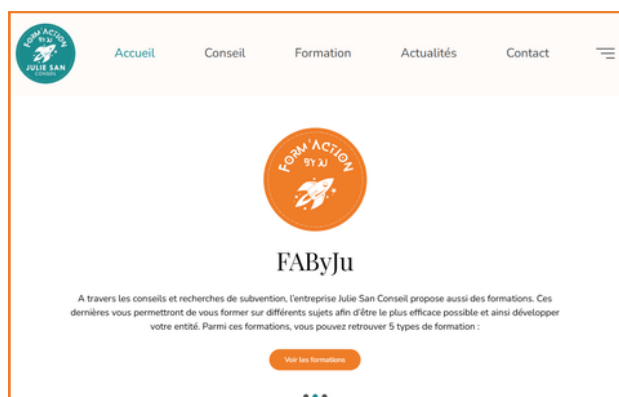 FORM'ACTION
BY JU
JULIE SAN
CONSEIL
Accueil Conseil Formation Actualités Contact
FORM'ACTION
BY JU
FAByJu
A travers les conseils et recherches de subvention, l'entreprise Julie San Conseil propose aussi des formations. Ces
dernières vous permettront de vous former sur différents sujets afin d'être le plus efficace possible et ainsi développer
votre entité. Parmi ces formations, vous pouvez retrouver 5 types de formation :
Voir les formations